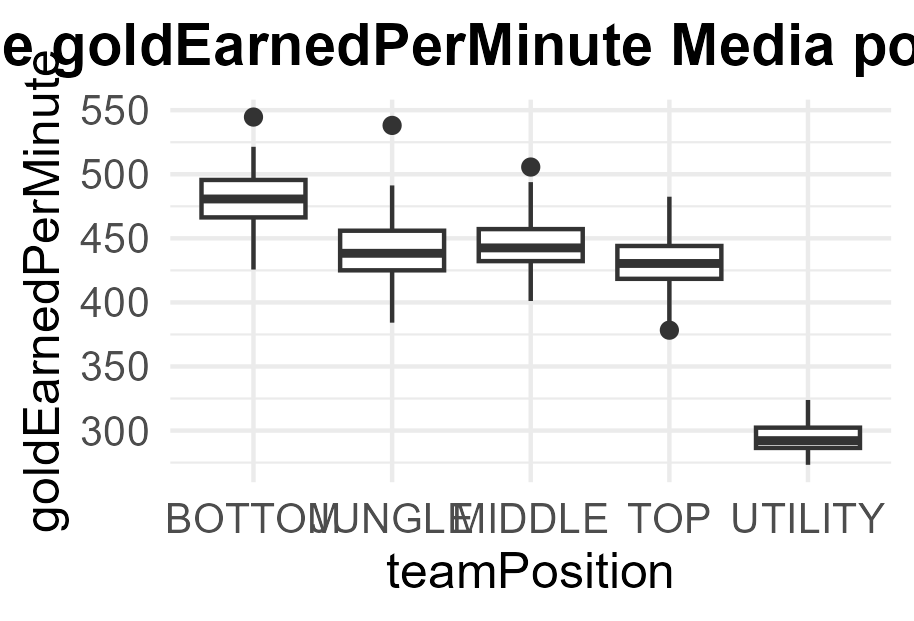 e goldEarnedPerMinute Media po
goldEarnedPerMinute
550
500
450
400
350
300
BOTTOM JUNGLE MIDDLE TOP UTILITY
teamPosition